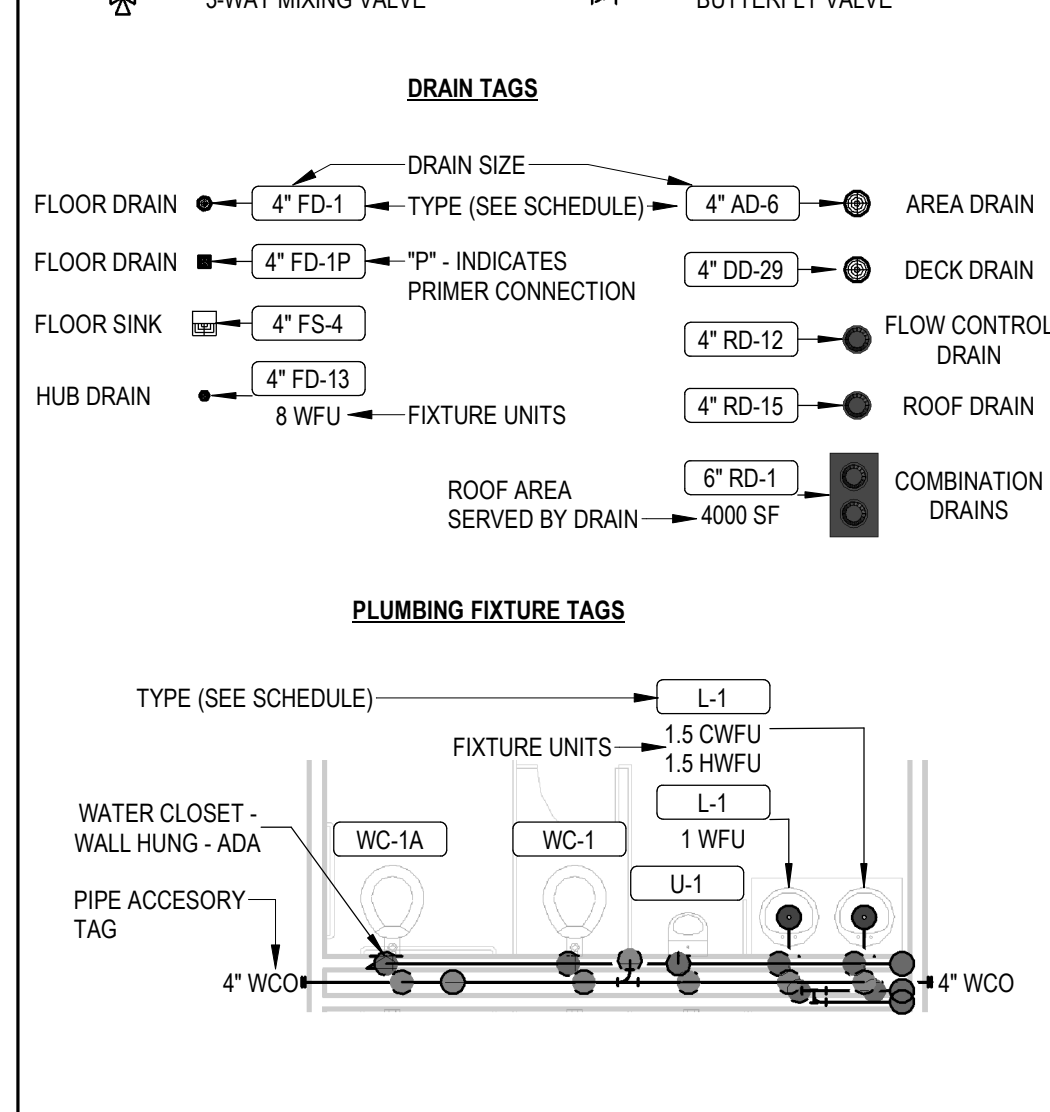 3-WAY MIXING VALVE
BUTTERFLY VALVE
DRAIN TAGS
DRAIN SIZE
FLOOR DRAIN
4" FD-1
TYPE (SEE SCHEDULE)
4" AD-6
AREA DRAIN
FLOOR DRAIN
4" FD-1P
"P" - INDICATES
PRIMER CONNECTION
4" DD-29
DECK DRAIN
FLOOR SINK
4" FS-4
4" RD-12
FLOW CONTROL
DRAIN
HUB DRAIN
4" FD-13
8 WFU
FIXTURE UNITS
4" RD-15
ROOF DRAIN
ROOF AREA
SERVED BY DRAIN
6" RD-1
4000 SF
COMBINATION
DRAINS
PLUMBING FIXTURE TAGS
TYPE (SEE SCHEDULE)
L-1
FIXTURE UNITS
1.5 CWFU
1.5 HWFU
L-1
1 WFU
WATER CLOSET -
WALL HUNG - ADA
WC-1A
WC-1
U-1
PIPE ACCESORY
TAG
4" WCO
4" WCO